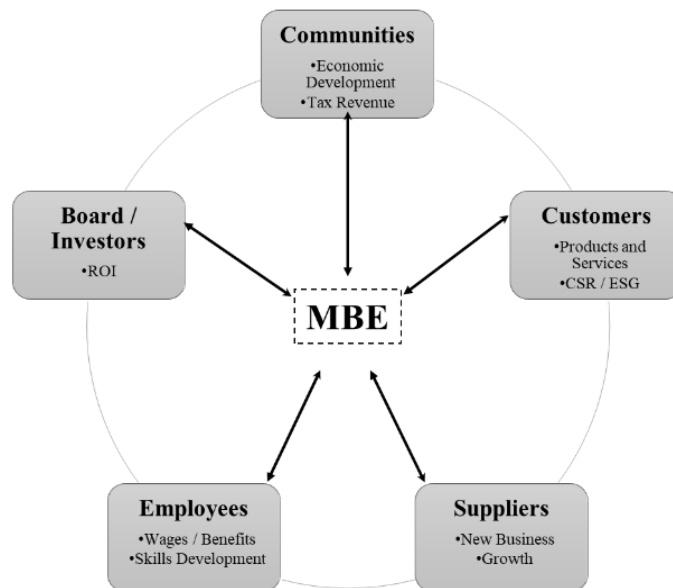 Communities
•Economic
Development
•Tax Revenue
Board /
Investors
•ROI
Customers
•Products and
Services
•CSR / ESG
MBE
Employees
•Wages / Benefits
•Skills Development
Suppliers
•New Business
•Growth